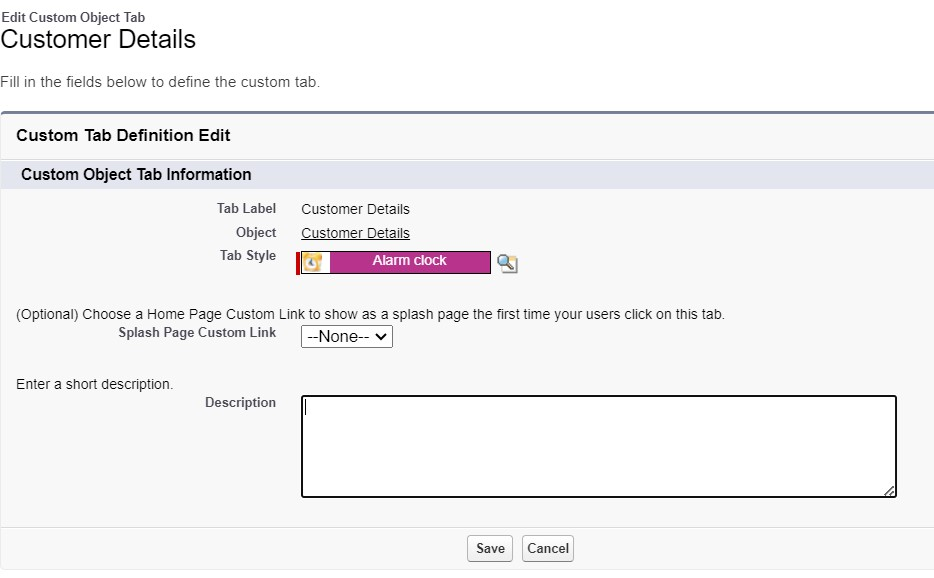 Edit Custom Object Tab
Customer Details
Fill in the fields below to define the custom tab.
Custom Tab Definition Edit
Custom Object Tab Information
Tab Label Customer Details
Object Customer Details
Tab Style Alarm clock
(Optional) Choose a Home Page Custom Link to show as a splash page the first time your users click on this tab.
Splash Page Custom Link --None--
Enter a short description.
Description
Save Cancel